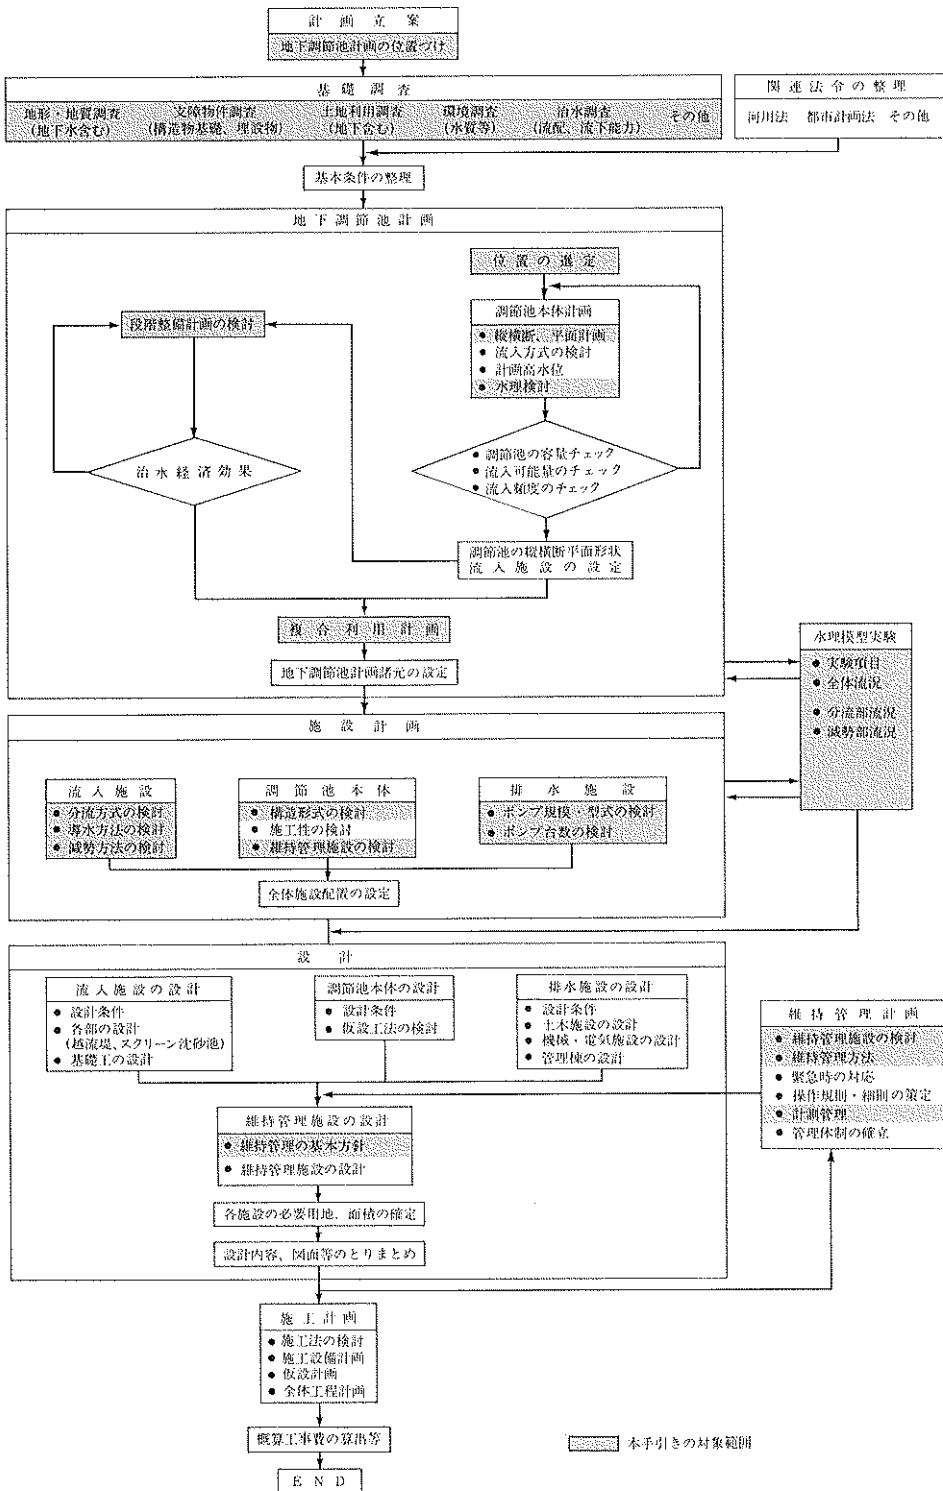 計画立案
地下調節池計画の位置づけ
基礎調査
地形・地質調査
(地下水含む)
支障物件調査
(構造物基礎、埋設物)
土地利用調査
(地下含む)
環境調査
(水質等)
治水調査
(流配、流下能力)
その他
関連法令の整理
河川法 都市計画法 その他
基本条件の整理
地下調節池計画
位置の選定
調節池本体計画
● 縦横断、平面計画
● 流入方式の検討
● 計画高水位
● 水理検討
段階整備計画の検討
治水経済効果
● 調節池の容量チェック
● 流入可能量のチェック
● 流入頻度のチェック
調節池の縦横断平面形状
流入施設の設定
複合利用計画
地下調節池計画諸元の設定
水理模型実験
● 実験項目
● 全体流況
● 分流部流況
● 減勢部流況
施設計画
流入施設
● 分流方式の検討
● 導水方法の検討
● 減勢方法の検討
調節池本体
● 構造形式の検討
● 施工性の検討
● 維持管理施設の検討
排水施設
● ポンプ規模・型式の検討
● ポンプ台数の検討
全体施設配置の設定
設計
流入施設の設計
● 設計条件
● 各部の設計
(越流堤、スクリーン沈砂池)
● 基礎工の設計
調節池本体の設計
● 設計条件
● 仮設工法の検討
排水施設の設計
● 設計条件
● 土木施設の設計
● 機械・電気施設の設計
● 管理棟の設計
維持管理計画
● 維持管理施設の検討
● 維持管理方法
● 緊急時の対応
● 操作規則・細則の策定
● 計測管理
● 管理体制の確立
維持管理施設の設計
● 維持管理の基本方針
● 維持管理施設の設計
各施設の必要用地、面積の確定
設計内容、図面等のとりまとめ
施工計画
● 施工法の検討
● 施工設備計画
● 仮設計画
● 全体工程計画
概算工事費の算出等
END
本手引きの対象範囲